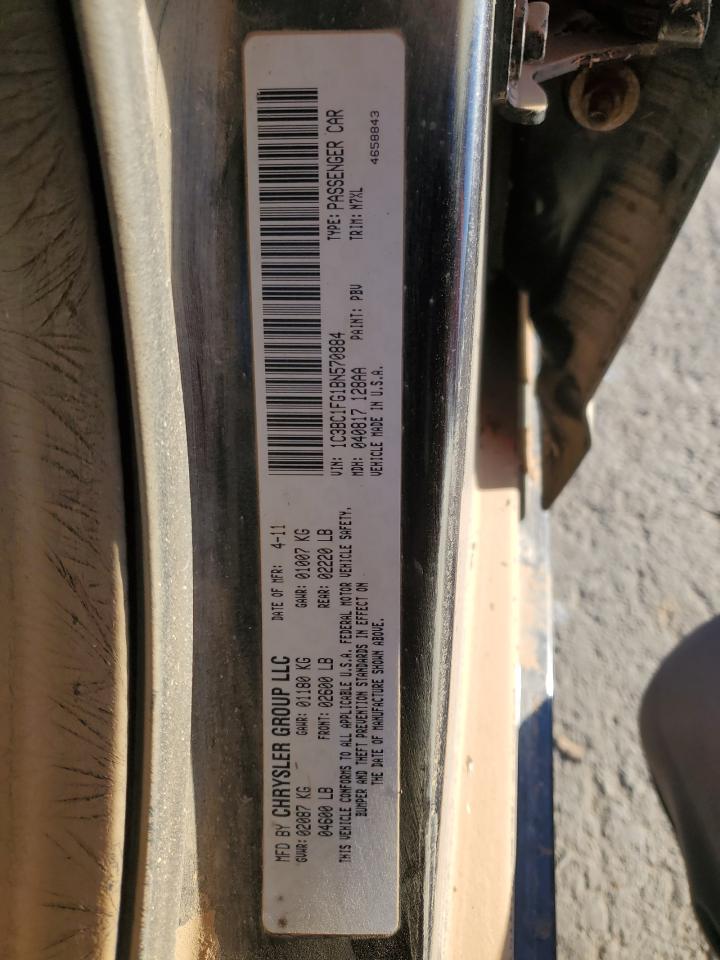 MFD BY CHRYSLER GROUP LLC DATE OF MFR: 4-11
GVWR: 02087 KG GAWR: 01180 KG GAWR: 01007 KG
04600 LB FRONT: 02600 LB REAR: 02220 LB
THIS VEHICLE CONFORMS TO ALL APPLICABLE U.S.A. FEDERAL MOTOR VEHICLE SAFETY,
BUMPER AND THEFT PREVENTION STANDARDS IN EFFECT ON
THE DATE OF MANUFACTURE SHOWN ABOVE.
VIN: 1C3BC1FG1BN570884 TYPE: PASSENGER CAR
MDH: 040817 128AA PAINT: PBV TRIM: M7XL
VEHICLE MADE IN U.S.A. 4658843